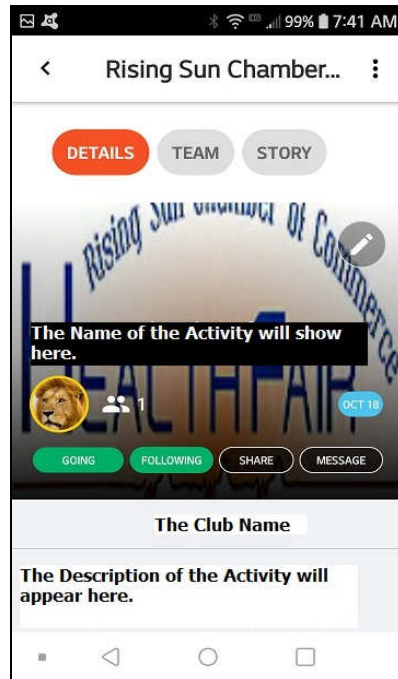 99% 7:41 AM
Rising Sun Chamber...
DETAILS TEAM STORY
Rising Sun Chamber of Commerce
HEALTHFAIR
The Name of the Activity will show
here.
1
OCT 18
GOING FOLLOWING SHARE MESSAGE
The Club Name
The Description of the Activity will
appear here.